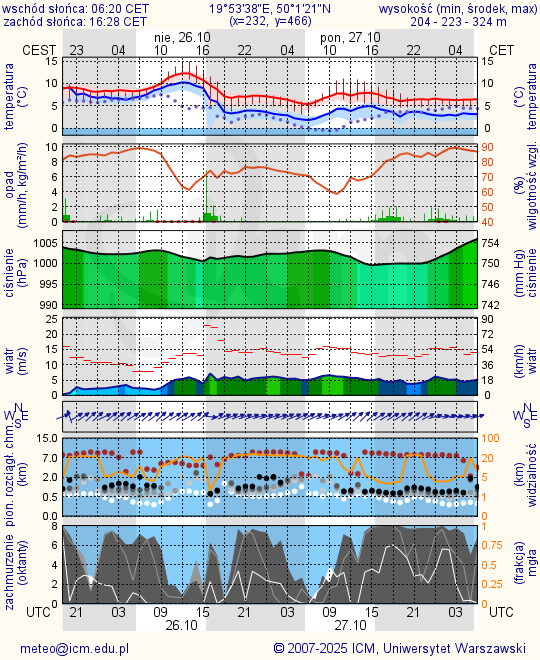 wschód słońca: 06:20 CET
zachód słońca: 16:28 CET
19°53'38"E, 50°1'21"N
(x=232, y=466)
wysokość (min, środek, max)
204 - 223 - 324 m
nie, 26.10
pon, 27.10
CEST 23 04 10 16 22 04 10 16 22 04 CET
temperatura
(°C)
15
10
5
0
15
10
5
0
temperatura
(°C)
opad
(mm/h, kg/m²/h)
10
8
6
4
2
0
90
80
70
60
50
40
(%)
wilgotność wzgl.
ciśnienie
(hPa)
1005
1000
995
990
754
750
746
742
(mm Hg)
ciśnienie
wiatr
(m/s)
25
20
15
10
5
0
90
72
54
36
18
0
(km/h)
wiatr
N
W E
S
N
W E
S
pion. rozciągł. chm.
(km)
15.0
7.0
2.0
0.5
0.0
100
20
5
1
0
(km)
widzialność
zachmurzenie
(oktanty)
8
6
4
2
0
1
0.75
0.5
0.25
0
(frakcja)
mgła
UTC 21 03 09 15 21 03 09 15 21 03 UTC
26.10
27.10
meteo@icm.edu.pl
© 2007-2025 ICM, Uniwersytet Warszawski